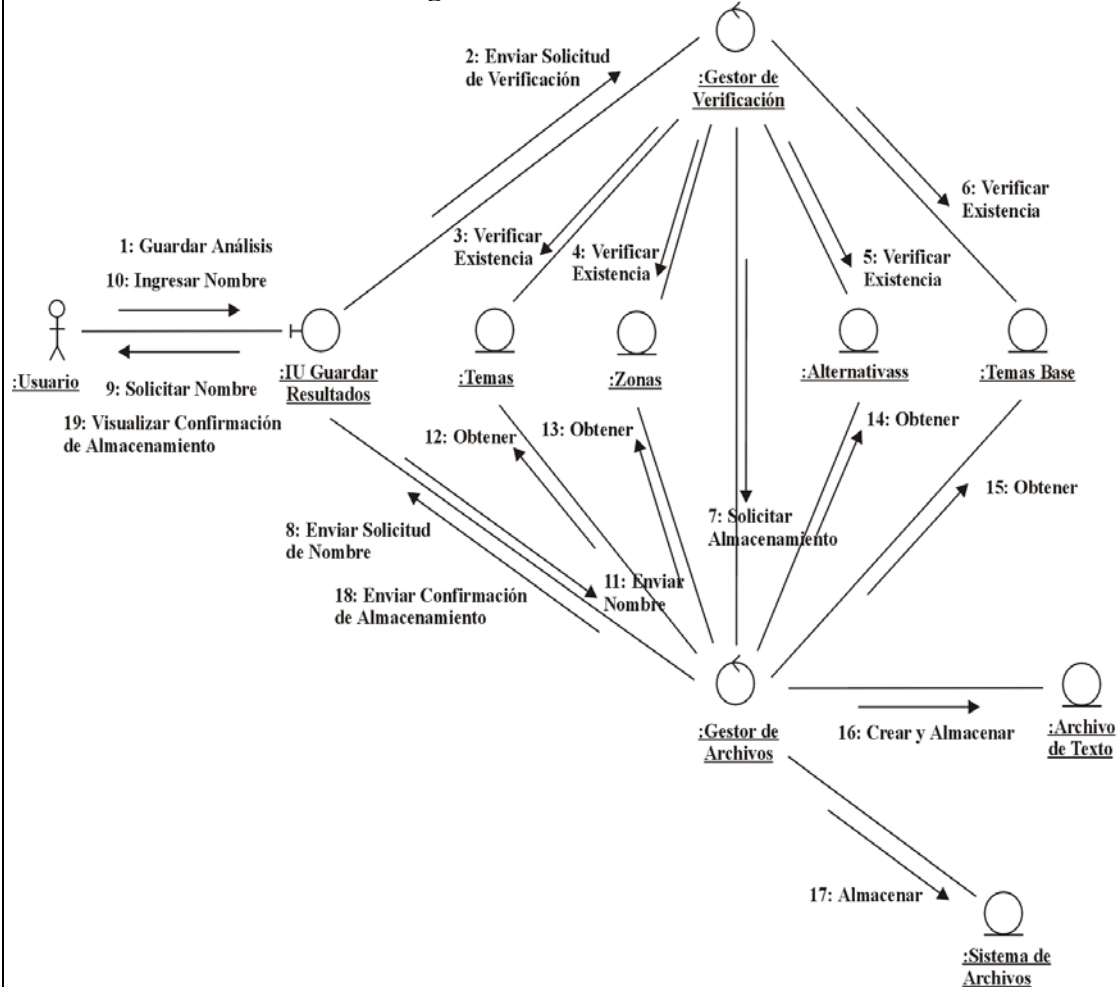 2: Enviar Solicitud
de Verificación
:Gestor de
Verificación
6: Verificar
Existencia
3: Verificar
Existencia
4: Verificar
Existencia
5: Verificar
Existencia
1: Guardar Análisis
10: Ingresar Nombre
:Usuario
:IU Guardar
Resultados
:Temas
:Zonas
:Alternativass
:Temas Base
9: Solicitar Nombre
19: Visualizar Confirmación
de Almacenamiento
12: Obtener
13: Obtener
14: Obtener
15: Obtener
7: Solicitar
Almacenamiento
8: Enviar Solicitud
de Nombre
11: Enviar
Nombre
18: Enviar Confirmación
de Almacenamiento
:Gestor de
Archivos
16: Crear y Almacenar
:Archivo
de Texto
17: Almacenar
:Sistema de
Archivos